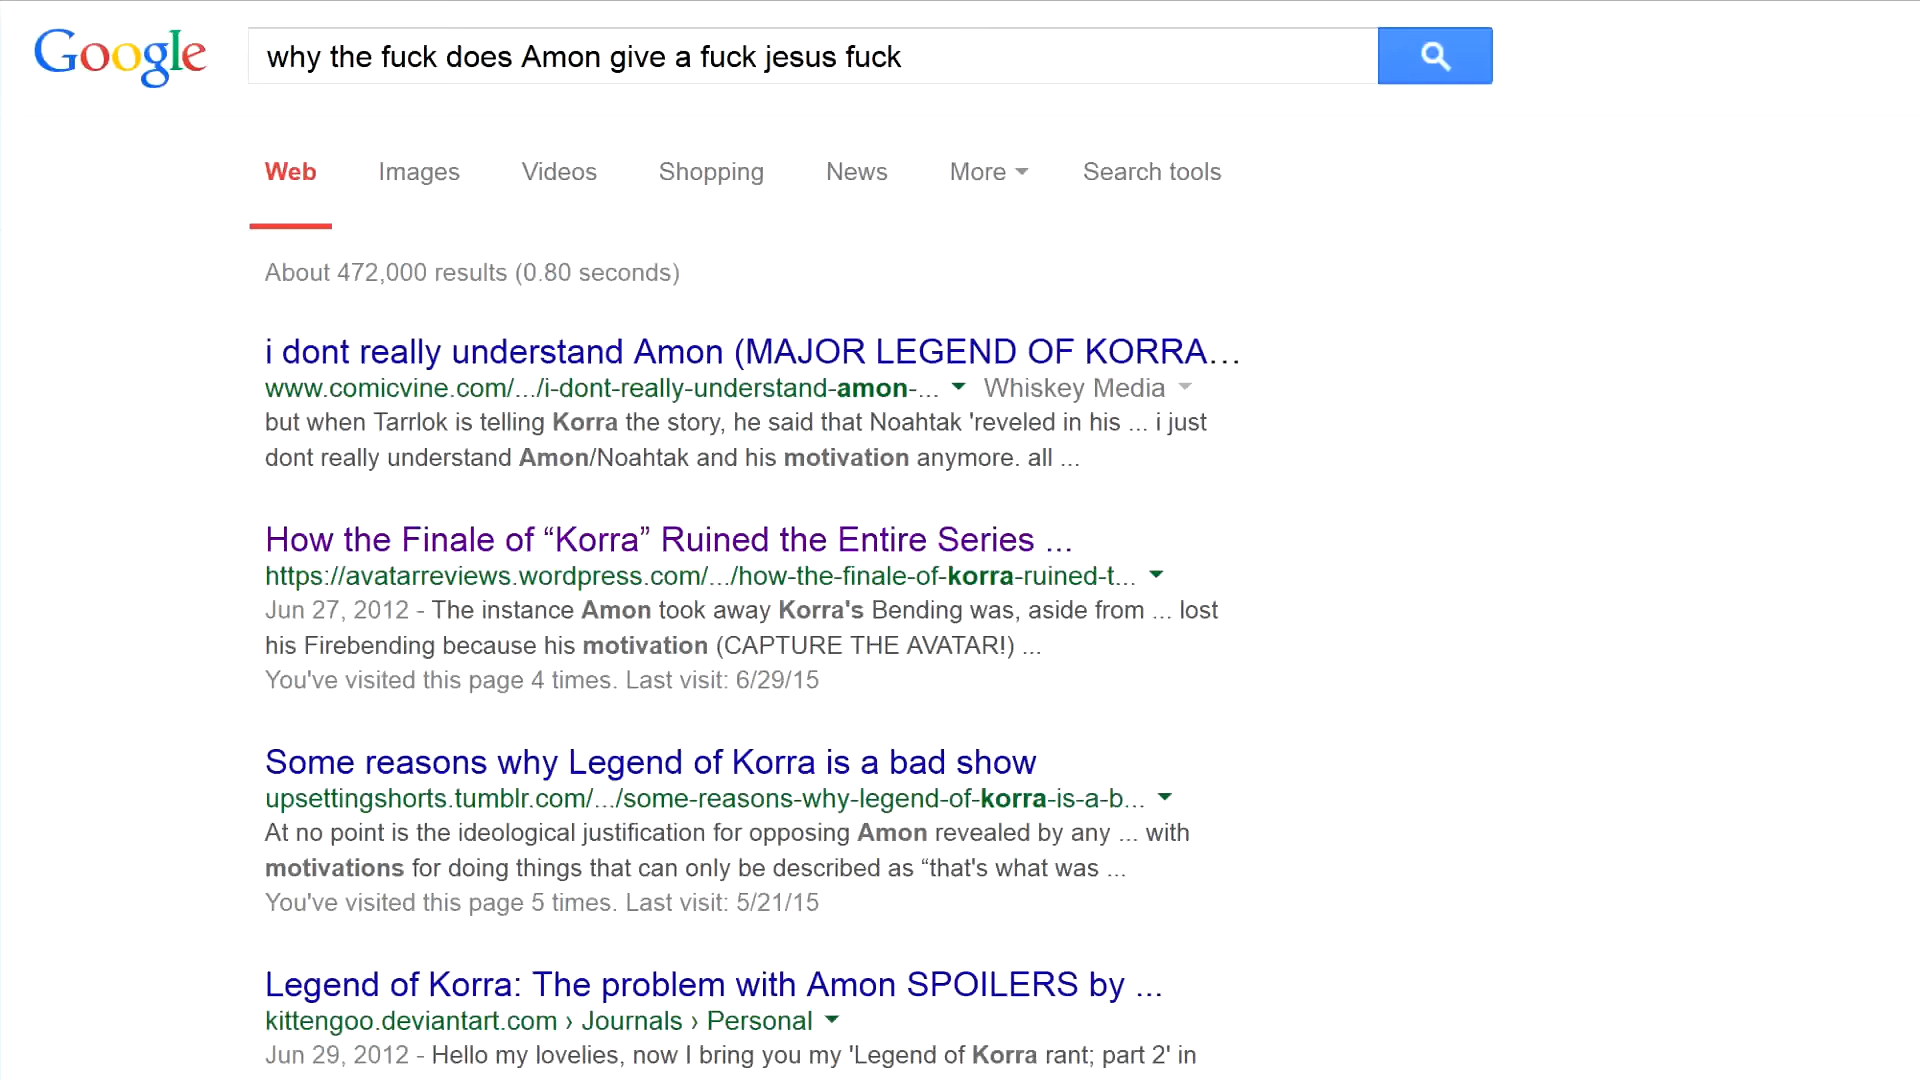 Google why the fuck does Amon give a fuck jesus fuck
Web Images Videos Shopping News More Search tools
About 472,000 results (0.80 seconds)
i dont really understand Amon (MAJOR LEGEND OF KORRA...
www.comicvine.com/.../i-dont-really-understand-amon-... Whiskey Media
but when Tarrlok is telling Korra the story, he said that Noahtak 'reveled in his ... i just
dont really understand Amon/Noahtak and his motivation anymore. all ...
How the Finale of “Korra” Ruined the Entire Series ...
https://avatarreviews.wordpress.com/.../how-the-finale-of-korra-ruined-t...
Jun 27, 2012 - The instance Amon took away Korra's Bending was, aside from ... lost
his Firebending because his motivation (CAPTURE THE AVATAR!) ...
You've visited this page 4 times. Last visit: 6/29/15
Some reasons why Legend of Korra is a bad show
upsettingshorts.tumblr.com/.../some-reasons-why-legend-of-korra-is-a-b...
At no point is the ideological justification for opposing Amon revealed by any ... with
motivations for doing things that can only be described as “that's what was ...
You've visited this page 5 times. Last visit: 5/21/15
Legend of Korra: The problem with Amon SPOILERS by ...
kittengoo.deviantart.com › Journals › Personal
Jun 29, 2012 - Hello my lovelies, now I bring you my 'Legend of Korra rant; part 2' in